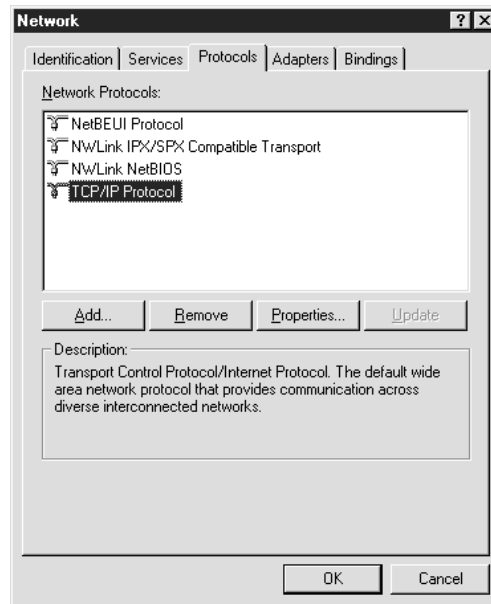 Network
Identification Services Protocols Adapters Bindings
Network Protocols:
NetBEUI Protocol
NWLink IPX/SPX Compatible Transport
NWLink NetBIOS
TCP/IP Protocol
Add... Remove Properties... Update
Description:
Transport Control Protocol/Internet Protocol. The default wide
area network protocol that provides communication across
diverse interconnected networks.
OK Cancel